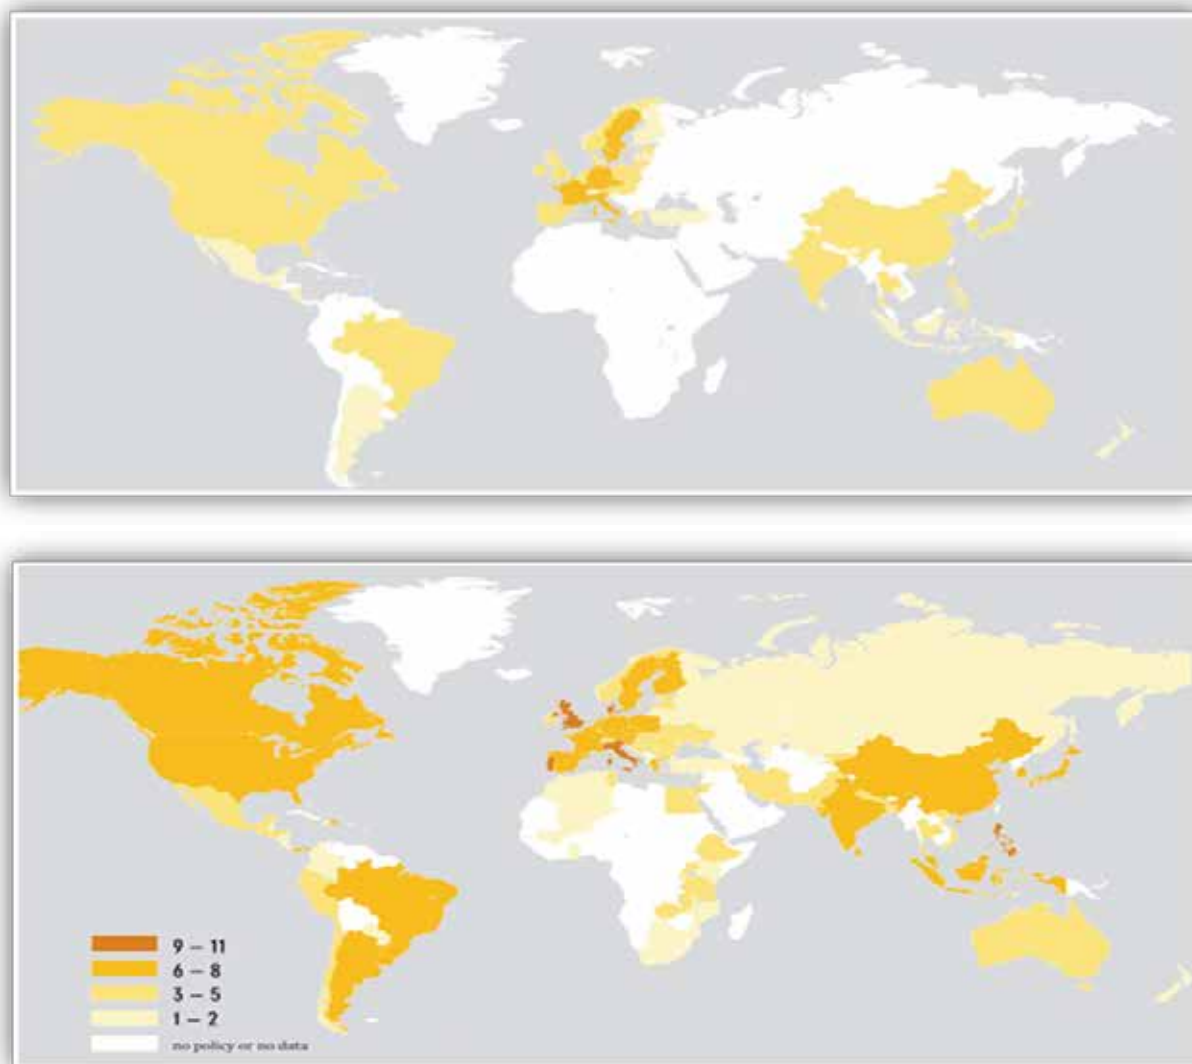 9 – 11
6 – 8
3 – 5
1 – 2
no policy or no data